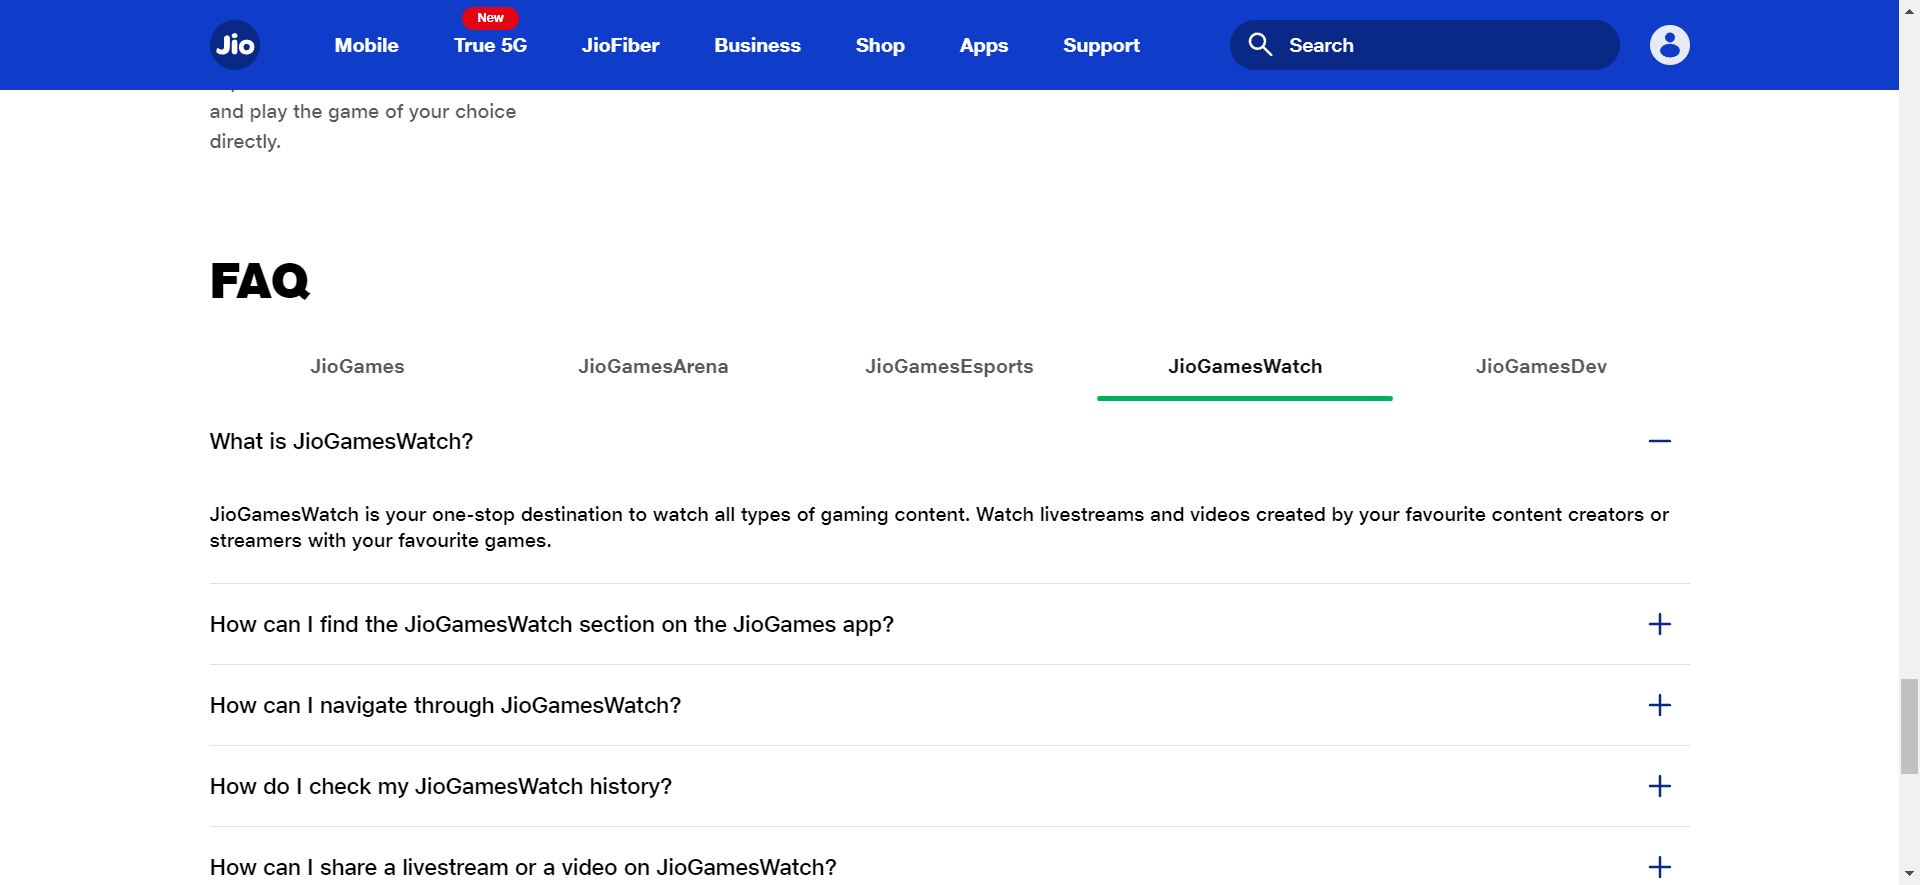 Jio
Mobile
New
True 5G
JioFiber
Business
Shop
Apps
Support
Search
and play the game of your choice
directly.
FAQ
JioGames
JioGamesArena
JioGamesEsports
JioGamesWatch
JioGamesDev
What is JioGamesWatch?
JioGamesWatch is your one-stop destination to watch all types of gaming content. Watch livestreams and videos created by your favourite content creators or
streamers with your favourite games.
How can I find the JioGamesWatch section on the JioGames app?
How can I navigate through JioGamesWatch?
How do I check my JioGamesWatch history?
How can I share a livestream or a video on JioGamesWatch?